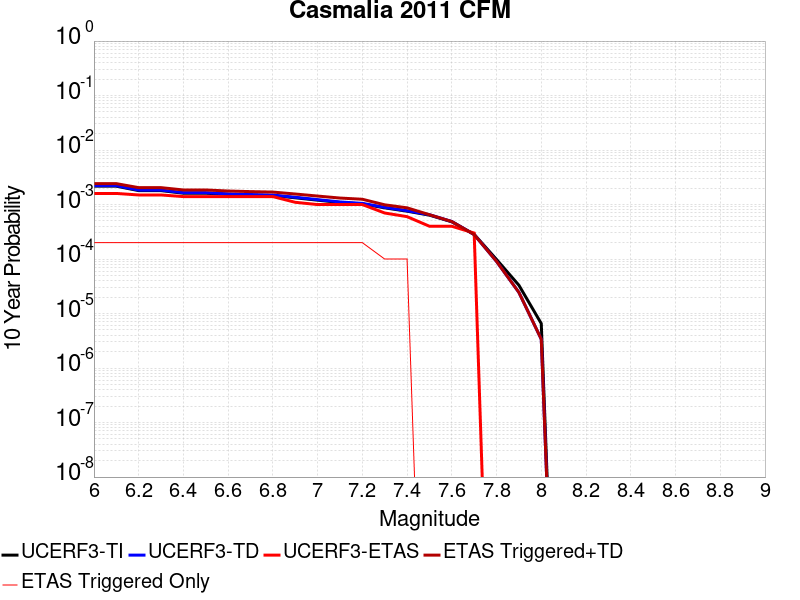 Casmalia 2011 CFM
10^0
10^-1
10^-2
10^-3
10^-4
10^-5
10^-6
10^-7
10^-8
10 Year Probability
6 6.2 6.4 6.6 6.8 7 7.2 7.4 7.6 7.8 8 8.2 8.4 8.6 8.8 9
Magnitude
UCERF3-TI UCERF3-TD UCERF3-ETAS ETAS Triggered+TD
ETAS Triggered Only